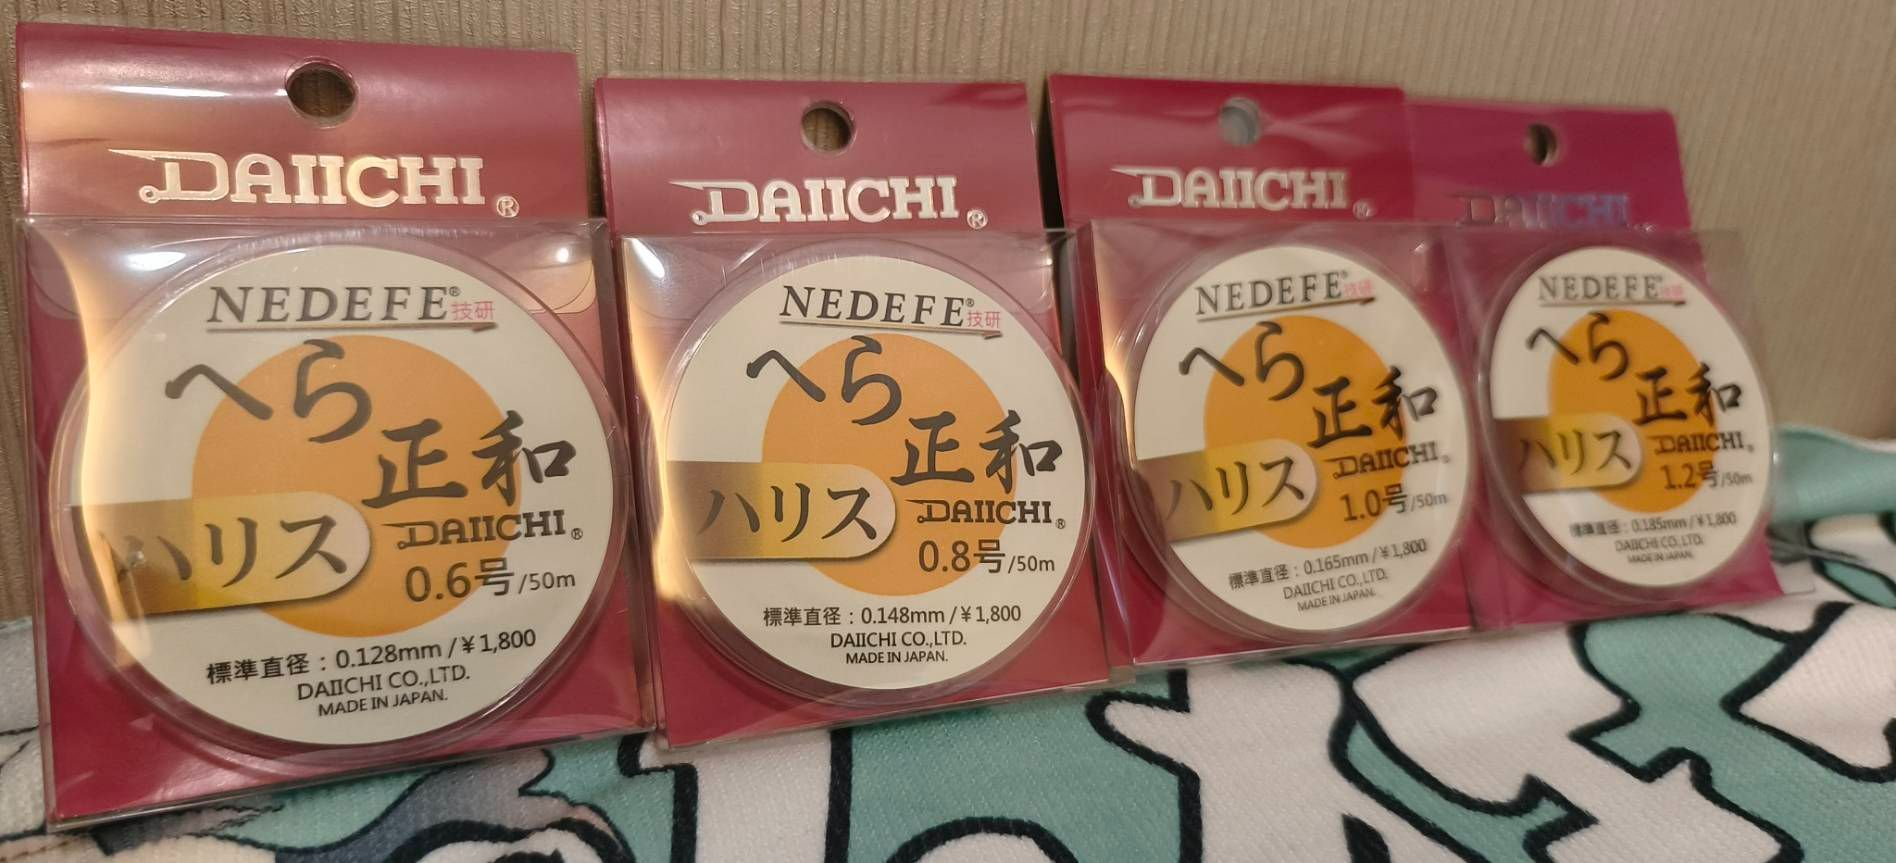 DAIICHI®
NEDEFE®技研
へら
正和
ハリス
DAIICHI®
0.6号/50m
標準直径：0.128mm/¥1,800
DAIICHI CO.,LTD.
MADE IN JAPAN.
DAIICHI®
NEDEFE®技研
へら
正和
ハリス
DAIICHI®
0.8号/50m
標準直径：0.148mm/¥1,800
DAIICHI CO.,LTD.
MADE IN JAPAN.
DAIICHI®
NEDEFE®技研
へら
正和
ハリス
DAIICHI®
1.0号/50m
標準直径：0.165mm/¥1,800
DAIICHI CO.,LTD.
MADE IN JAPAN.
DAIICHI®
NEDEFE®技研
へら
正和
ハリス
DAIICHI®
1.2号/50m
標準直径：0.185mm/¥1,800
DAIICHI CO.,LTD.
MADE IN JAPAN.